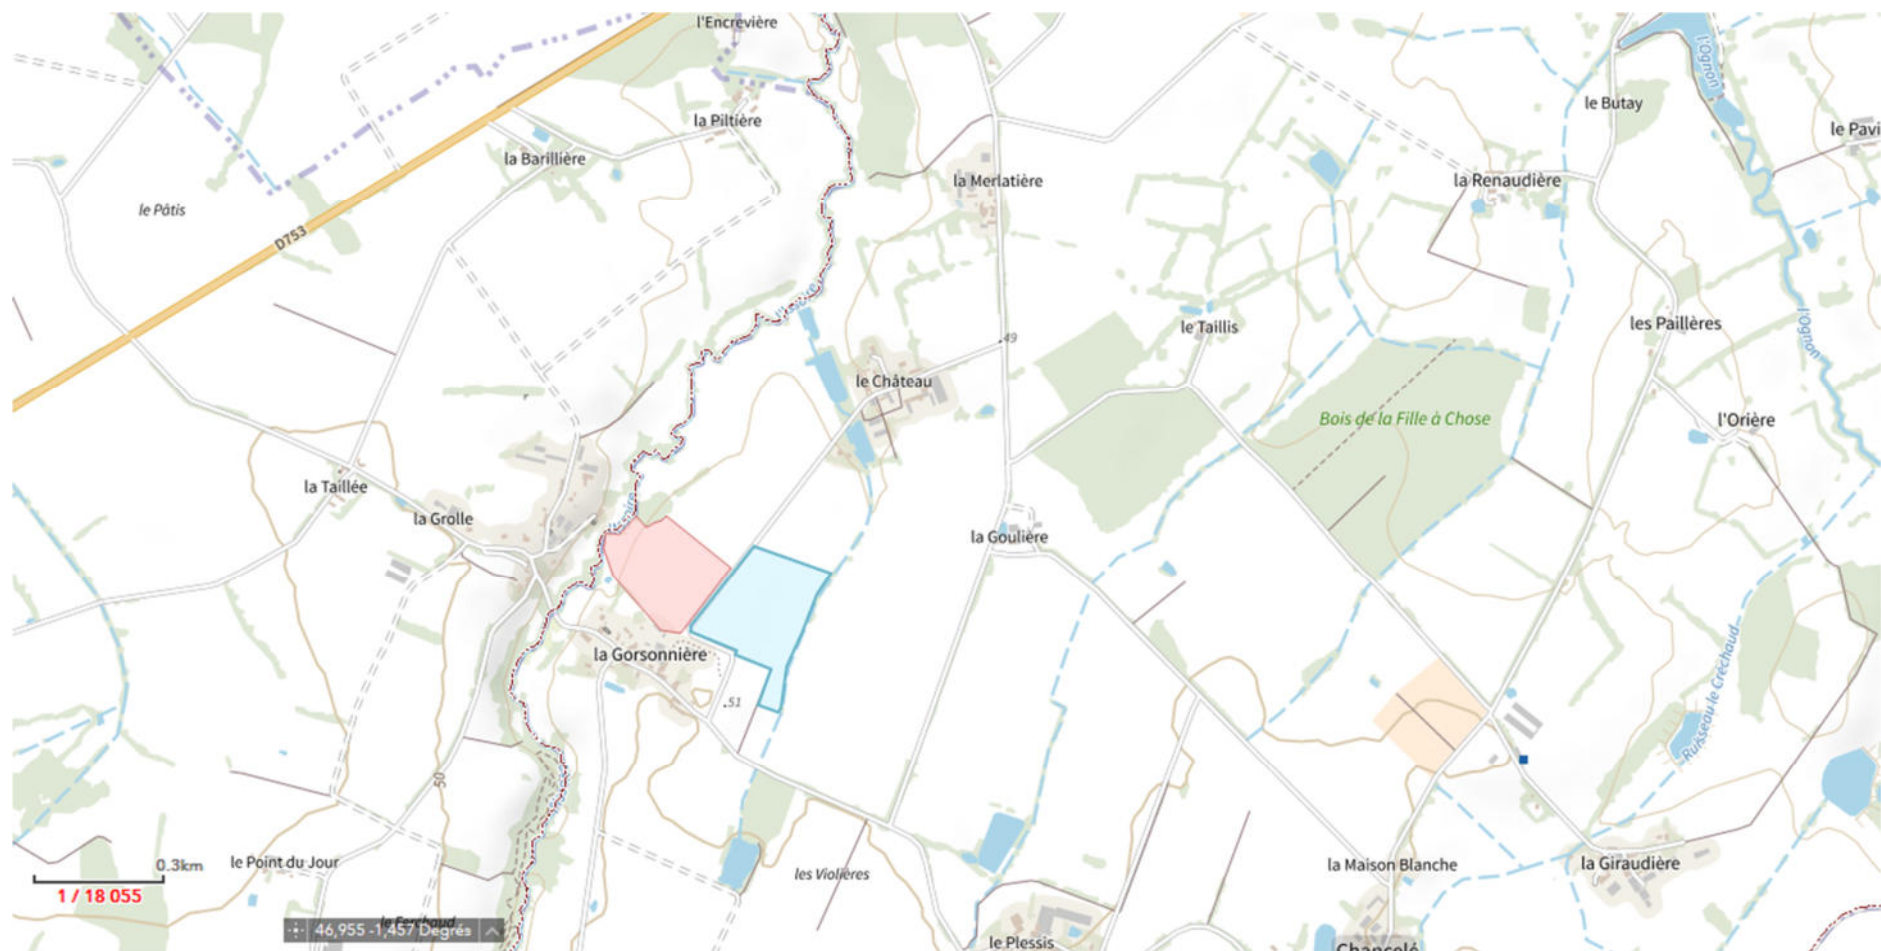 l'Encrevière
l'Ognon
le Butay
la Piltière
le Pavi
la Barillière
la Merlatière
la Renaudière
le Pâtis
D753
les Paillères
le Taillis
l'Ognon
49
le Château
Bois de la Fille à Chose
l'Orière
la Taillée
la Grolle
la Goulière
la Gorsonnière
Ruisseau le Créchaud
51
50
0.3km
le Point du Jour
la Maison Blanche
la Giraudière
les Violières
1 / 18 055
46,955 -1,457 Degrés
le Plessis